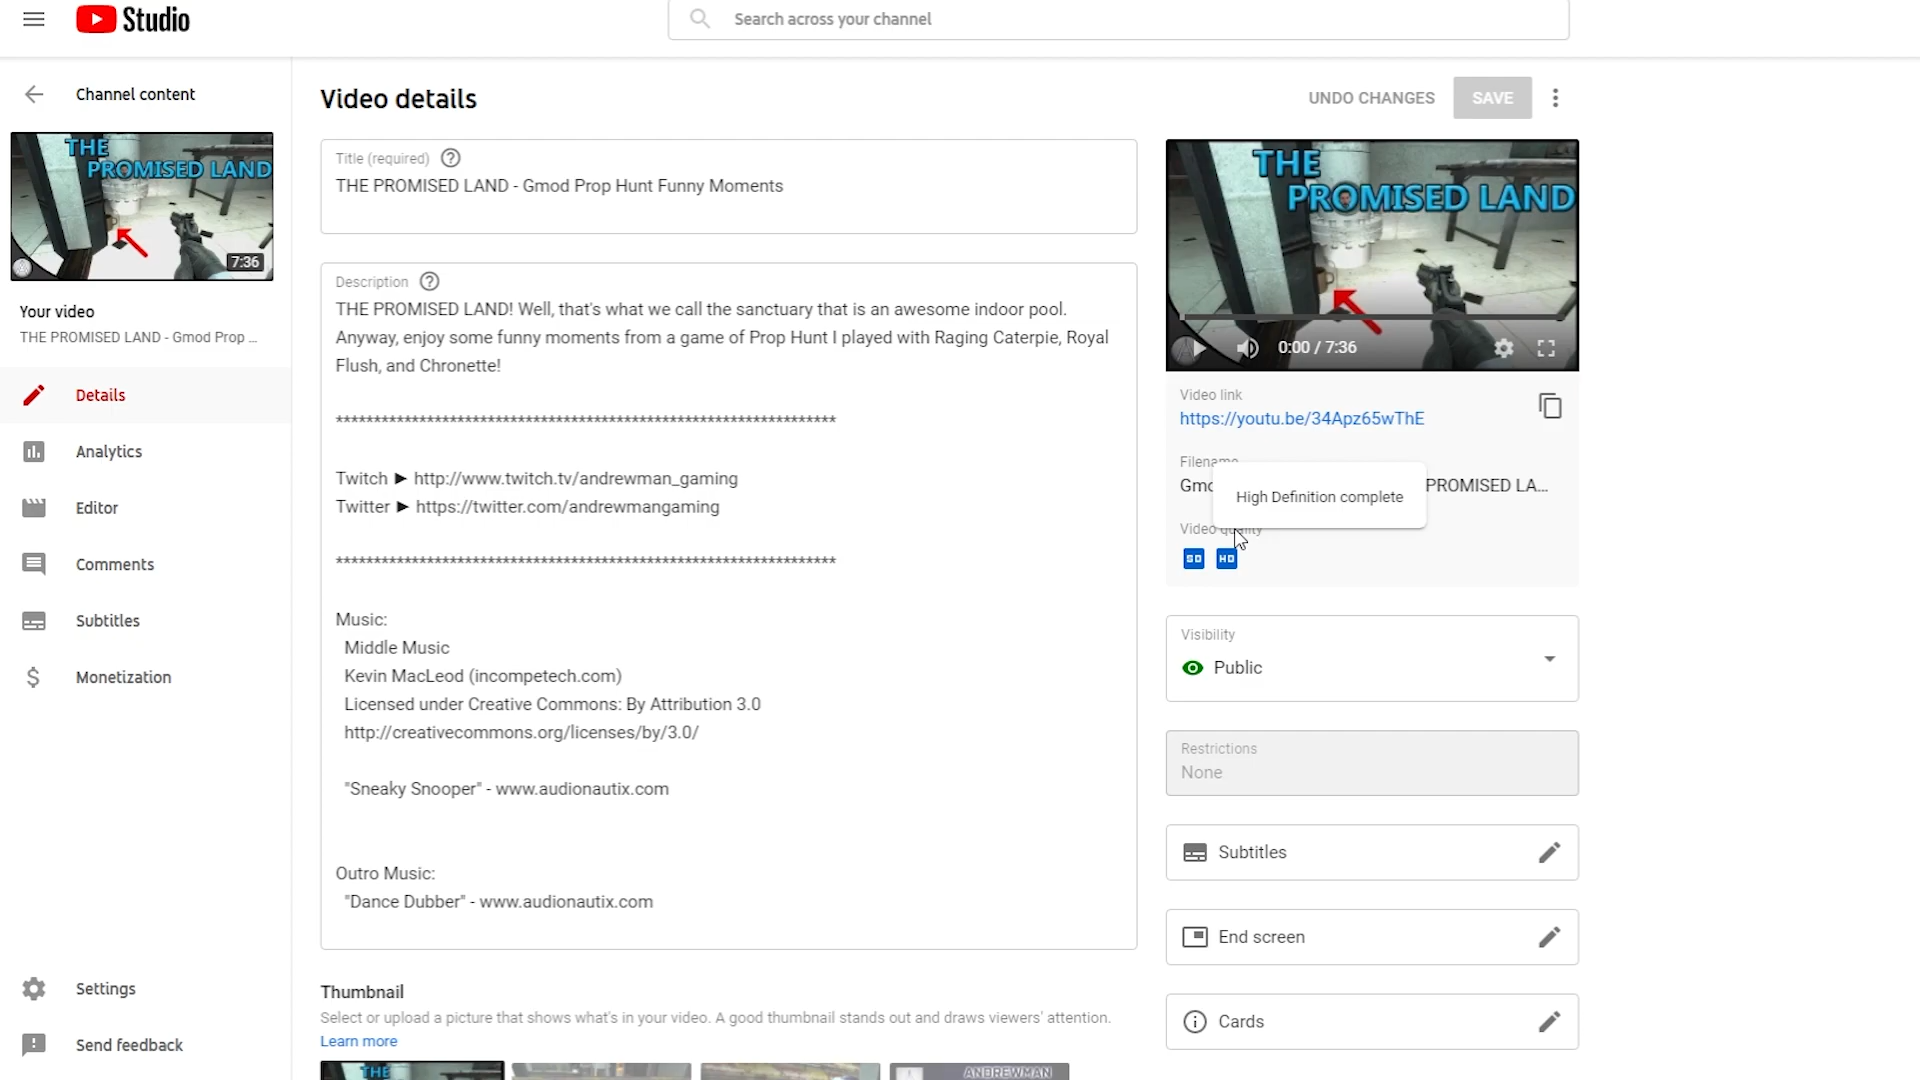 Studio
Search across your channel
Channel content
THE
PROMISED LAND
7:36
Your video
THE PROMISED LAND - Gmod Prop ...
Details
Analytics
Editor
Comments
Subtitles
Monetization
Settings
Send feedback
Video details
UNDO CHANGES
SAVE
Title (required)
THE PROMISED LAND - Gmod Prop Hunt Funny Moments
Description
THE PROMISED LAND! Well, that's what we call the sanctuary that is an awesome indoor pool.
Anyway, enjoy some funny moments from a game of Prop Hunt I played with Raging Caterpie, Royal
Flush, and Chronette!
******************************************************************
Twitch ► http://www.twitch.tv/andrewman_gaming
Twitter ► https://twitter.com/andrewmangaming
******************************************************************
Music:
Middle Music
Kevin MacLeod (incompetech.com)
Licensed under Creative Commons: By Attribution 3.0
http://creativecommons.org/licenses/by/3.0/
"Sneaky Snooper" - www.audionautix.com
Outro Music:
"Dance Dubber" - www.audionautix.com
Thumbnail
Select or upload a picture that shows what's in your video. A good thumbnail stands out and draws viewers' attention.
Learn more
THE
ANDREWMAN
THE
PROMISED LAND
0:00 / 7:36
Video link
https://youtu.be/34Apz65wThE
Filename
PROMISED LA...
High Definition complete
Video quality
SD HD
Visibility
Public
Restrictions
None
Subtitles
End screen
Cards